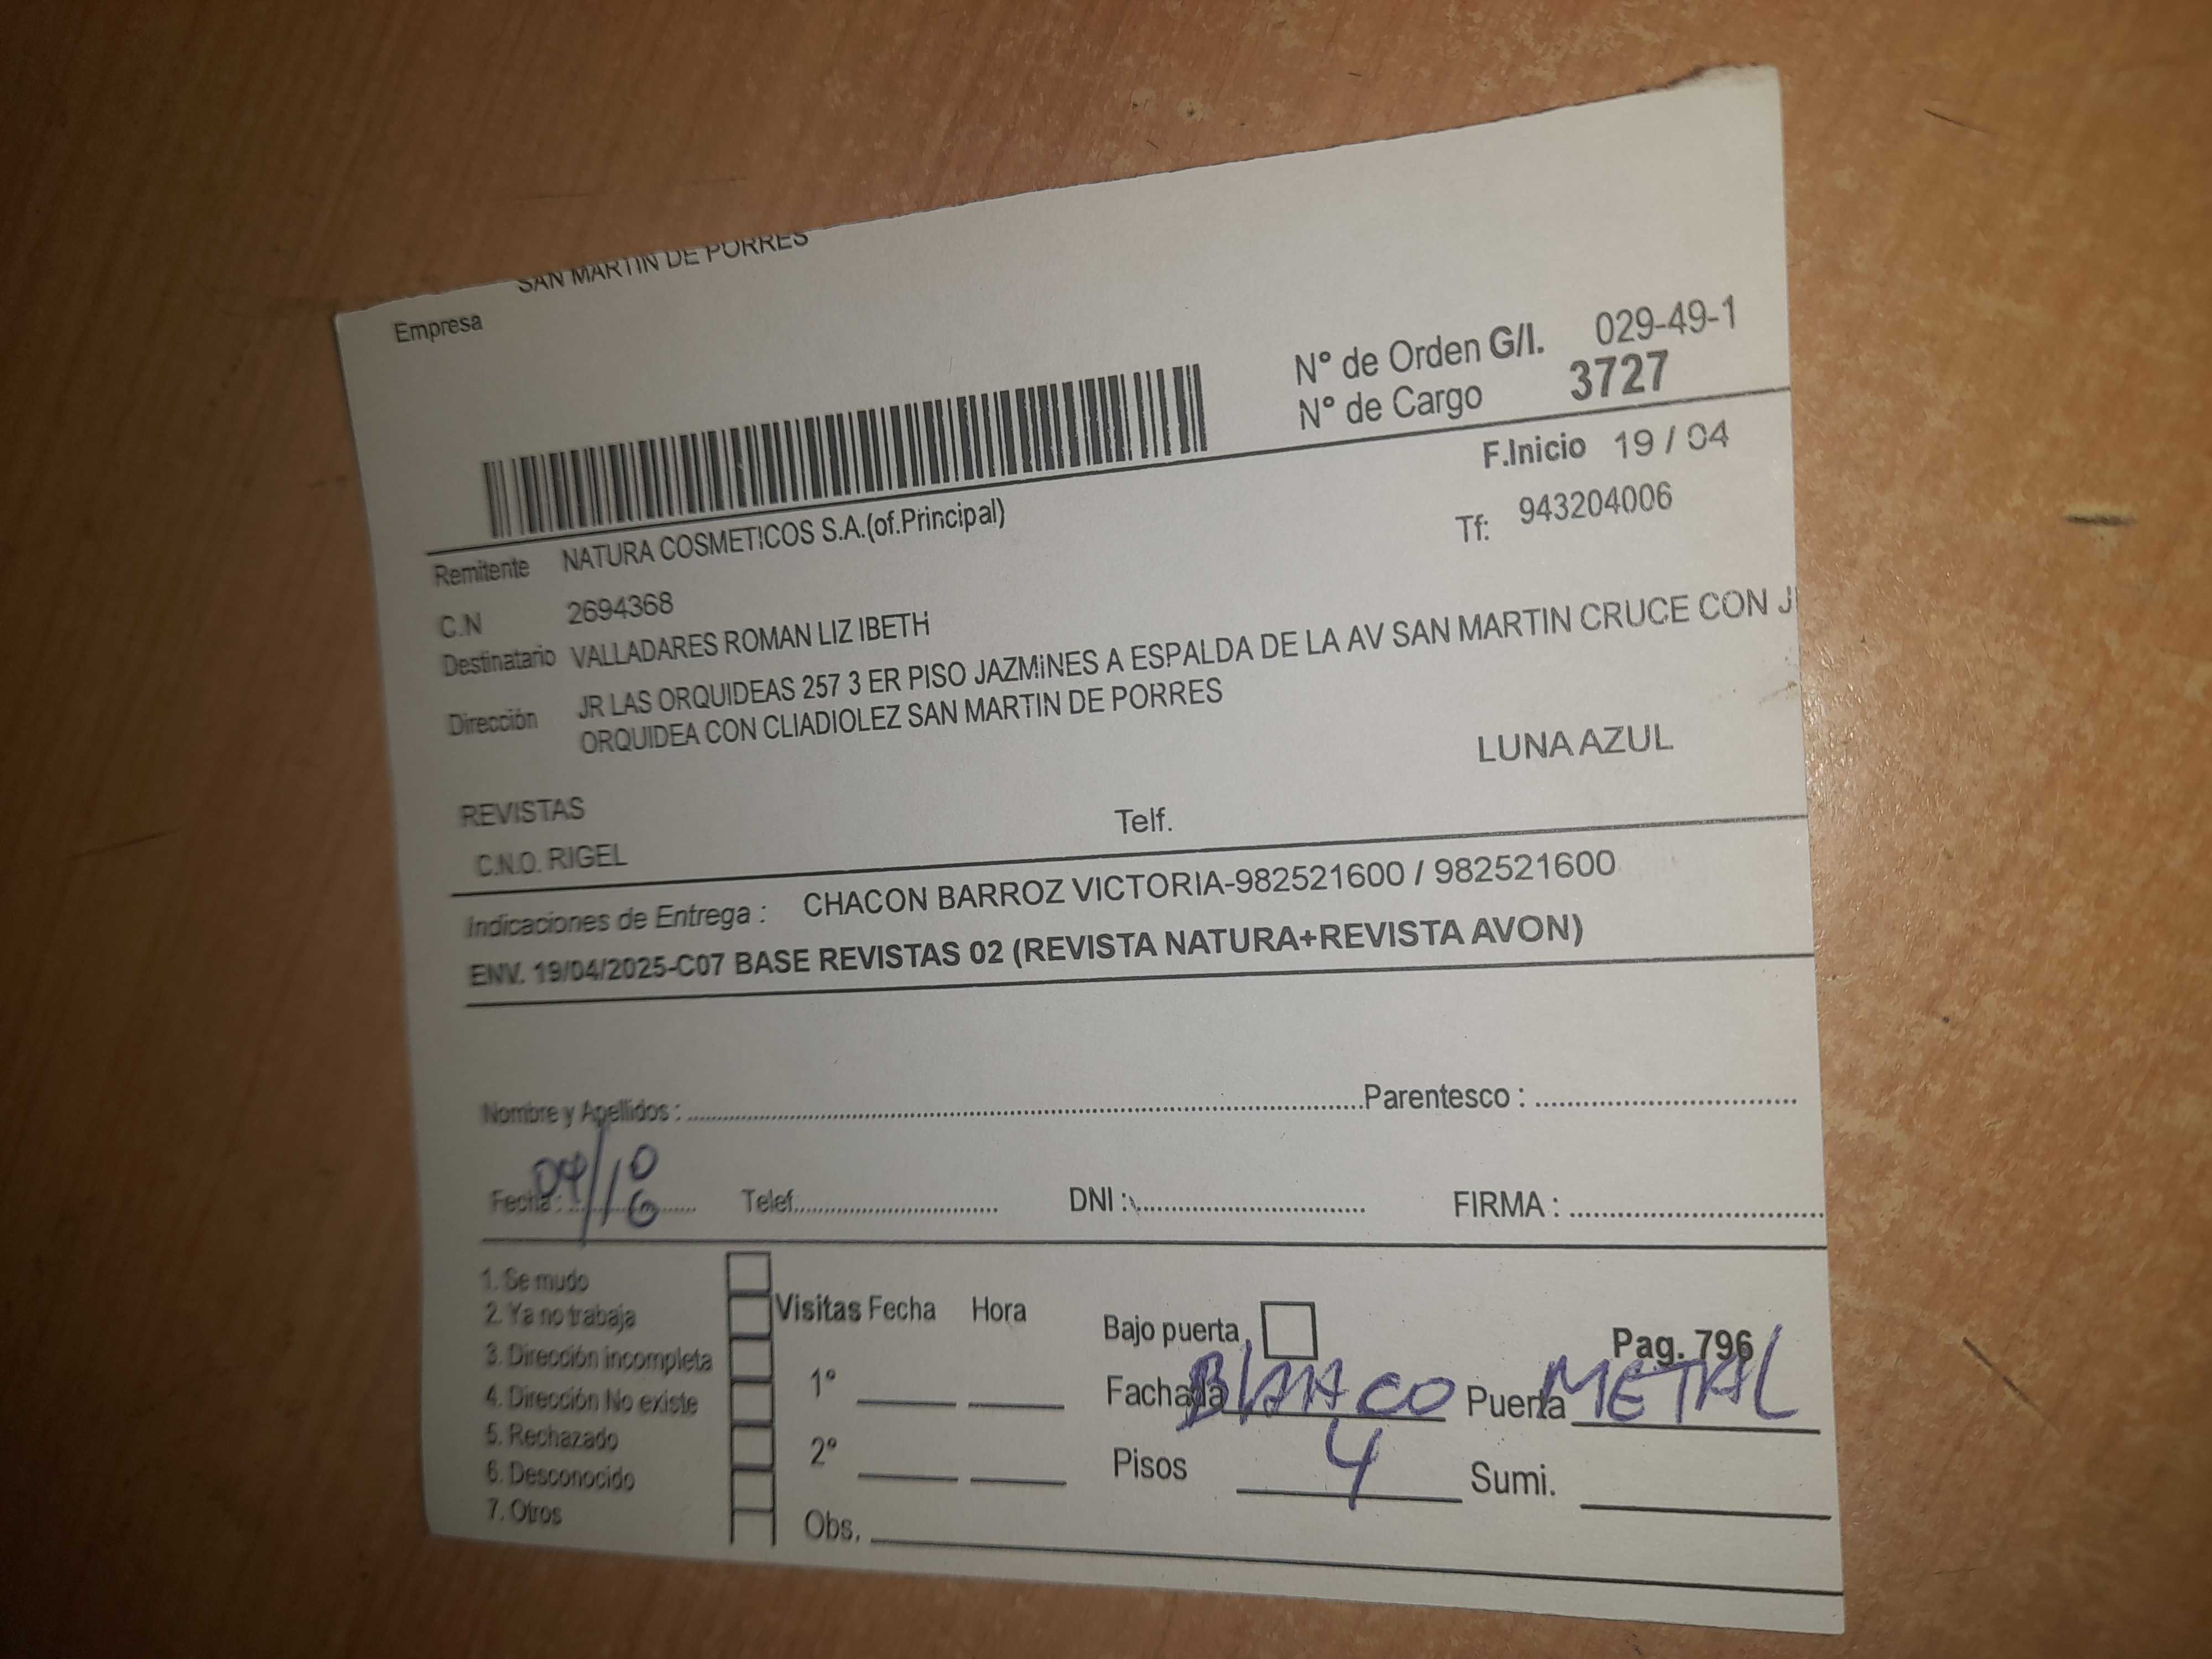 SAN MARTIN DE PORRES
Empresa
N° de Orden G/I. 029-49-1
N° de Cargo 3727
F.Inicio 19 / 04
Remitente NATURA COSMETICOS S.A.(of.Principal) Tf: 943204006
C.N 2694368
Destinatario VALLADARES ROMAN LIZ IBETH
Dirección JR LAS ORQUIDEAS 257 3 ER PISO JAZMINES A ESPALDA DE LA AV SAN MARTIN CRUCE CON J
ORQUIDEA CON CLIADIOLEZ SAN MARTIN DE PORRES
LUNA AZUL
REVISTAS
C.N.O. RIGEL Telf.
Indicaciones de Entrega : CHACON BARROZ VICTORIA-982521600 / 982521600
ENV. 19/04/2025-C07 BASE REVISTAS 02 (REVISTA NATURA+REVISTA AVON)
Nombre y Apellidos : Parentesco :
Fecha : Telef. DNI : FIRMA :
1. Se mudo
2. Ya no trabaja Visitas Fecha Hora Bajo puerta Pag. 796
3. Dirección incompleta
4. Dirección No existe 1° Fachada BLANCO Puerta METAL
5. Rechazado
6. Desconocido 2° Pisos 4 Sumi.
7. Otros Obs.